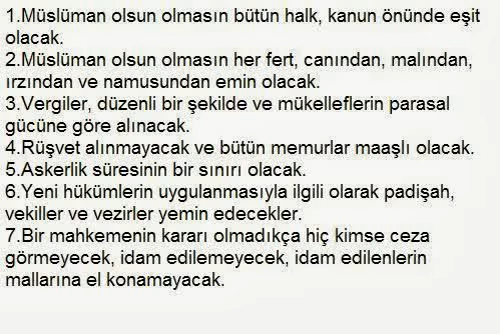 1.Müslüman olsun olmasın bütün halk, kanun önünde eşit
olacak.
2.Müslüman olsun olmasın her fert, canından, malından,
ırzından ve namusundan emin olacak.
3.Vergiler, düzenli bir şekilde ve mükelleflerin parasal
gücüne göre alınacak.
4.Rüşvet alınmayacak ve bütün memurlar maaşlı olacak.
5.Askerlik süresinin bir sınırı olacak.
6.Yeni hükümlerin uygulanmasıyla ilgili olarak padişah,
vekiller ve vezirler yemin edecekler.
7.Bir mahkemenin kararı olmadıkça hiç kimse ceza
görmeyecek, idam edilemeyecek, idam edilenlerin
mallarına el konamayacak.